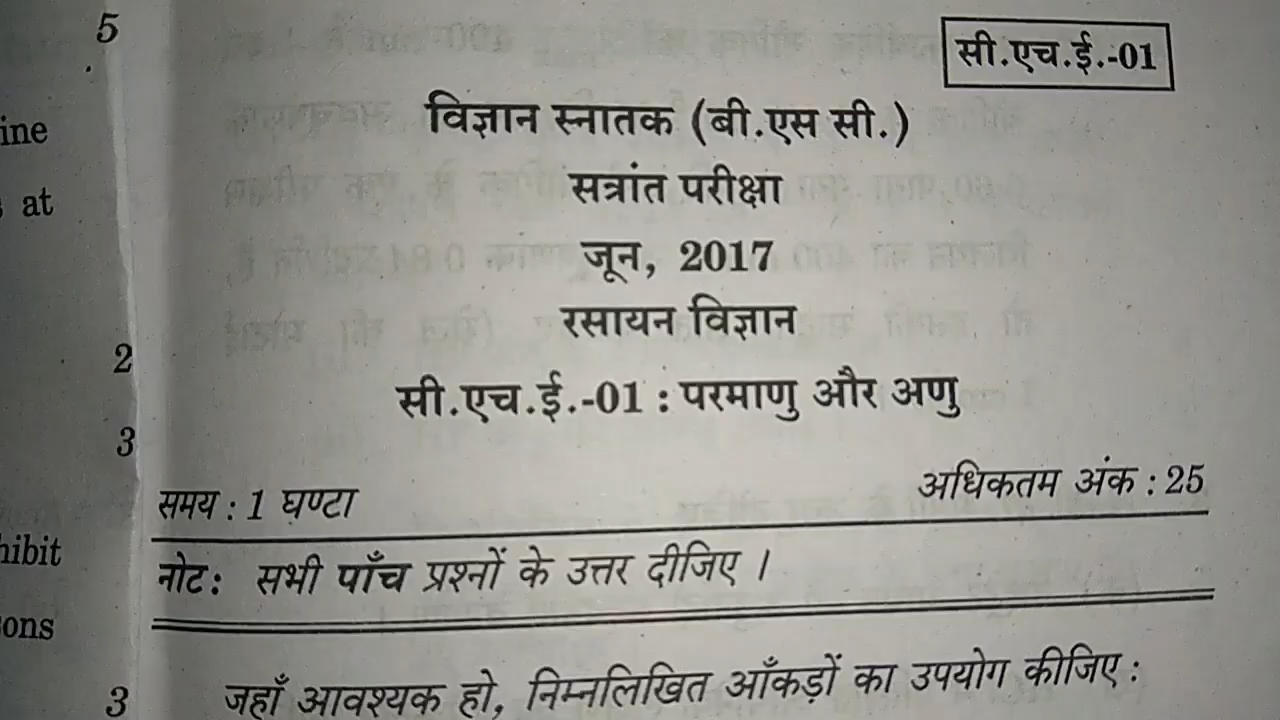 5
सी.एच.ई.-01
ine
विज्ञान स्नातक (बी.एस सी.)
at
सत्रांत परीक्षा
जून, 2017
रसायन विज्ञान
2
सी.एच.ई.-01 : परमाणु और अणु
3
समय : 1 घण्टा
अधिकतम अंक : 25
hibit
नोट : सभी पाँच प्रश्नों के उत्तर दीजिए ।
ons
3
जहाँ आवश्यक हो, निम्नलिखित आँकड़ों का उपयोग कीजिए :